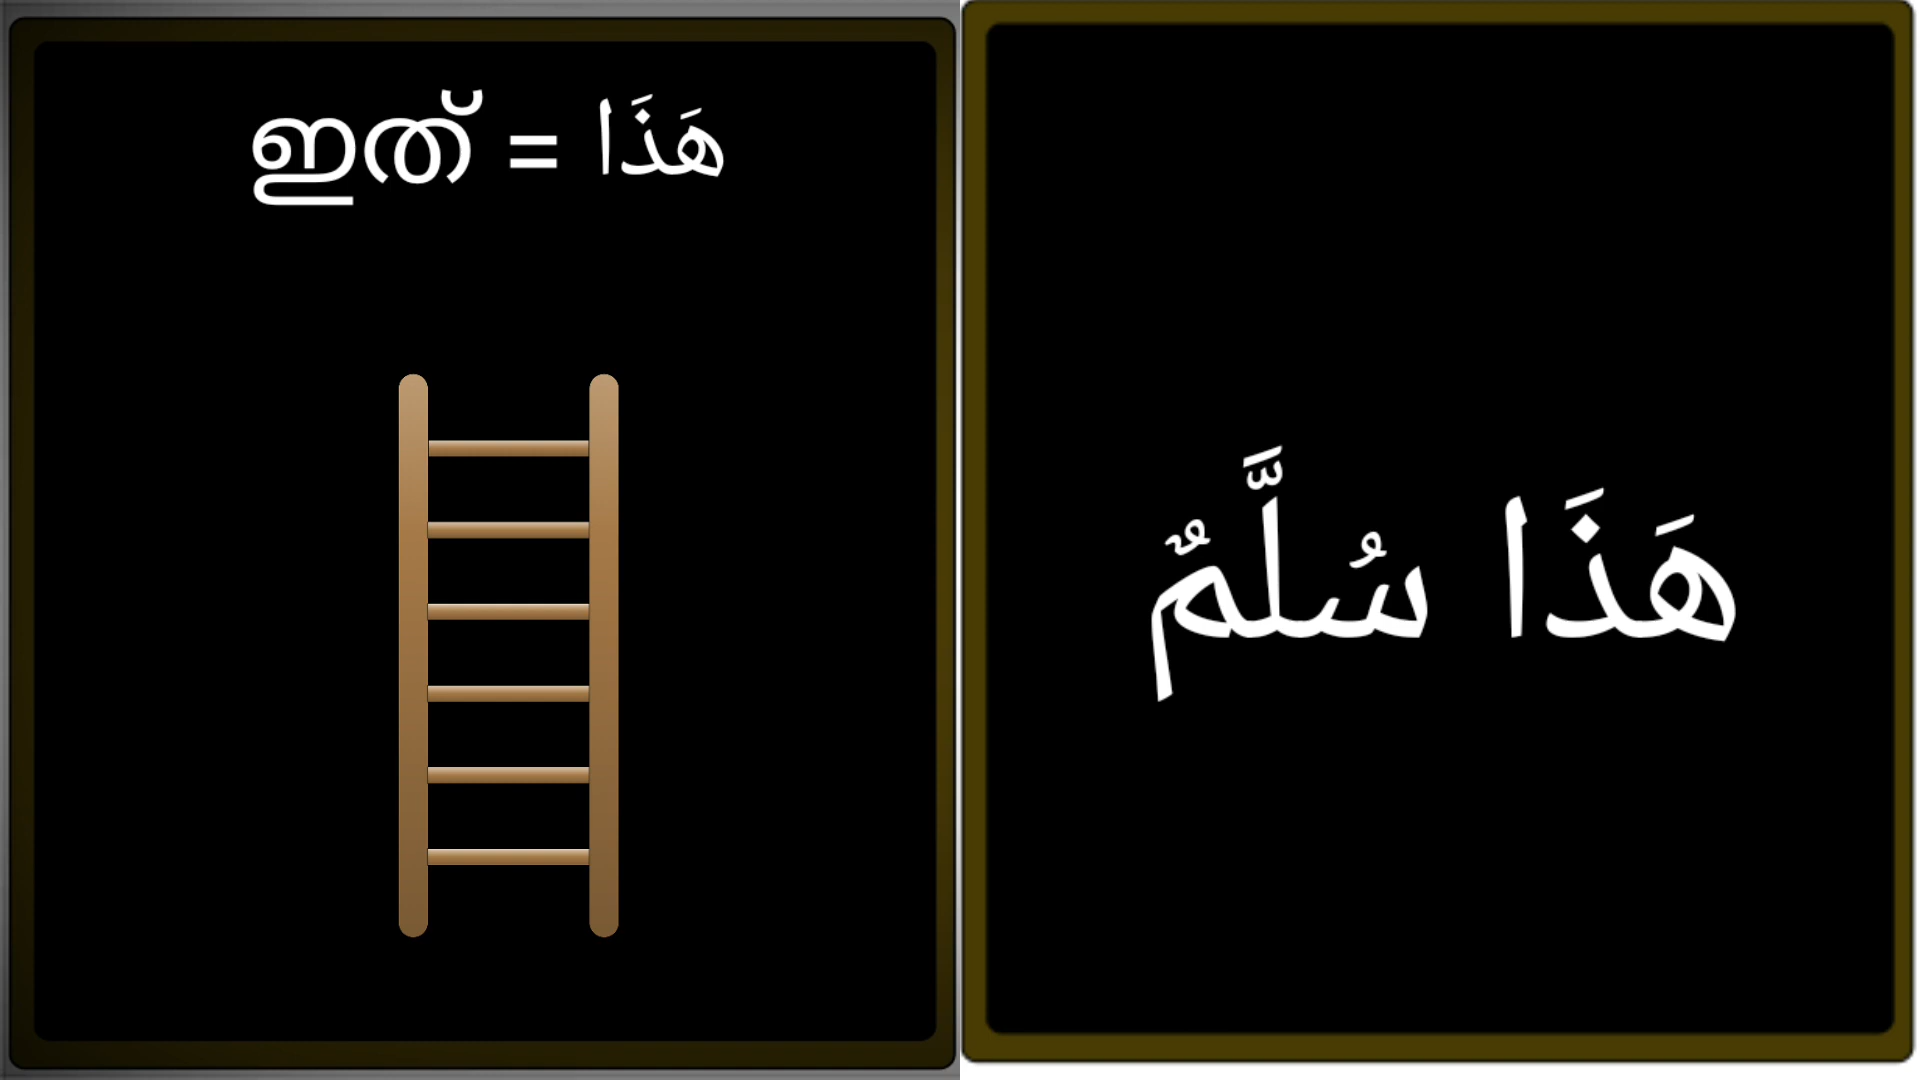 ഇത് = هَذَا
هَذَا سُلَّمٌ